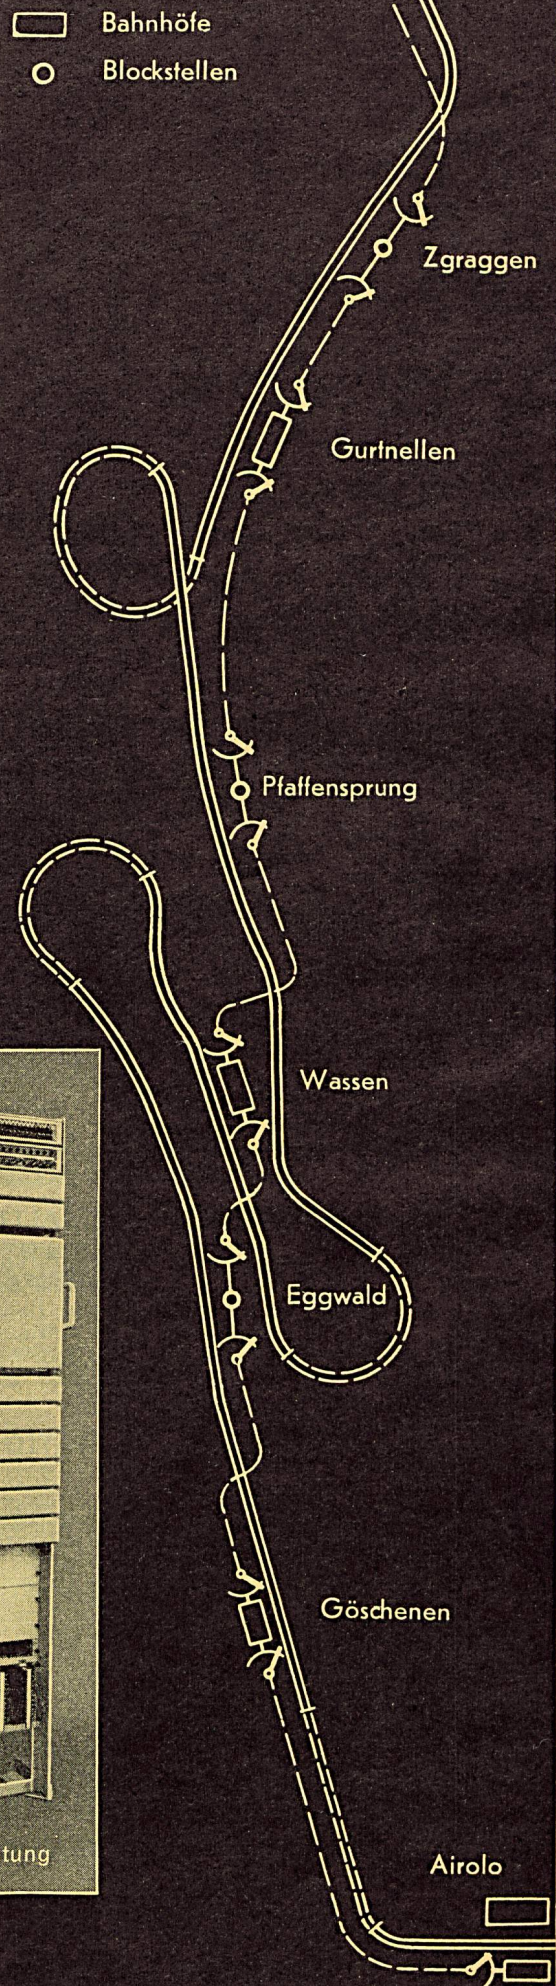 Bahnhöfe
Blockstellen
Zgraggen
Gurtnellen
Pfaffensprung
Wassen
Eggwald
Göschenen
tung
Airolo